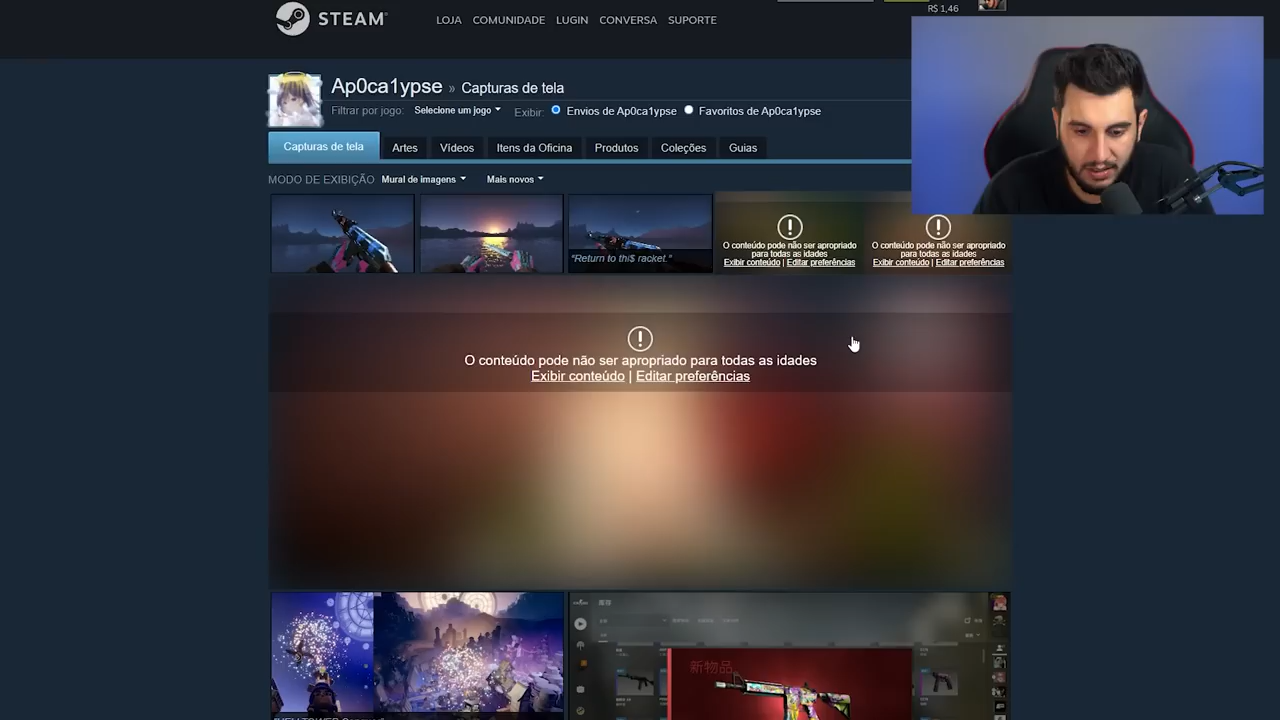 STEAM
LOJA COMUNIDADE LUGIN CONVERSA SUPORTE
R$ 1,46
Ap0ca1ypse » Capturas de tela
Filtrar por jogo: Selecione um jogo Exibir: Envios de Ap0ca1ypse Favoritos de Ap0ca1ypse
Capturas de tela Artes Vídeos Itens da Oficina Produtos Coleções Guias
MODO DE EXIBIÇÃO Mural de imagens Mais novos
"Return to thi$ racket."
O conteúdo pode não ser apropriado
para todas as idades
Exibir conteúdo | Editar preferências
O conteúdo pode não ser apropriado
para todas as idades
Exibir conteúdo | Editar preferências
O conteúdo pode não ser apropriado para todas as idades
Exibir conteúdo | Editar preferências
新物品